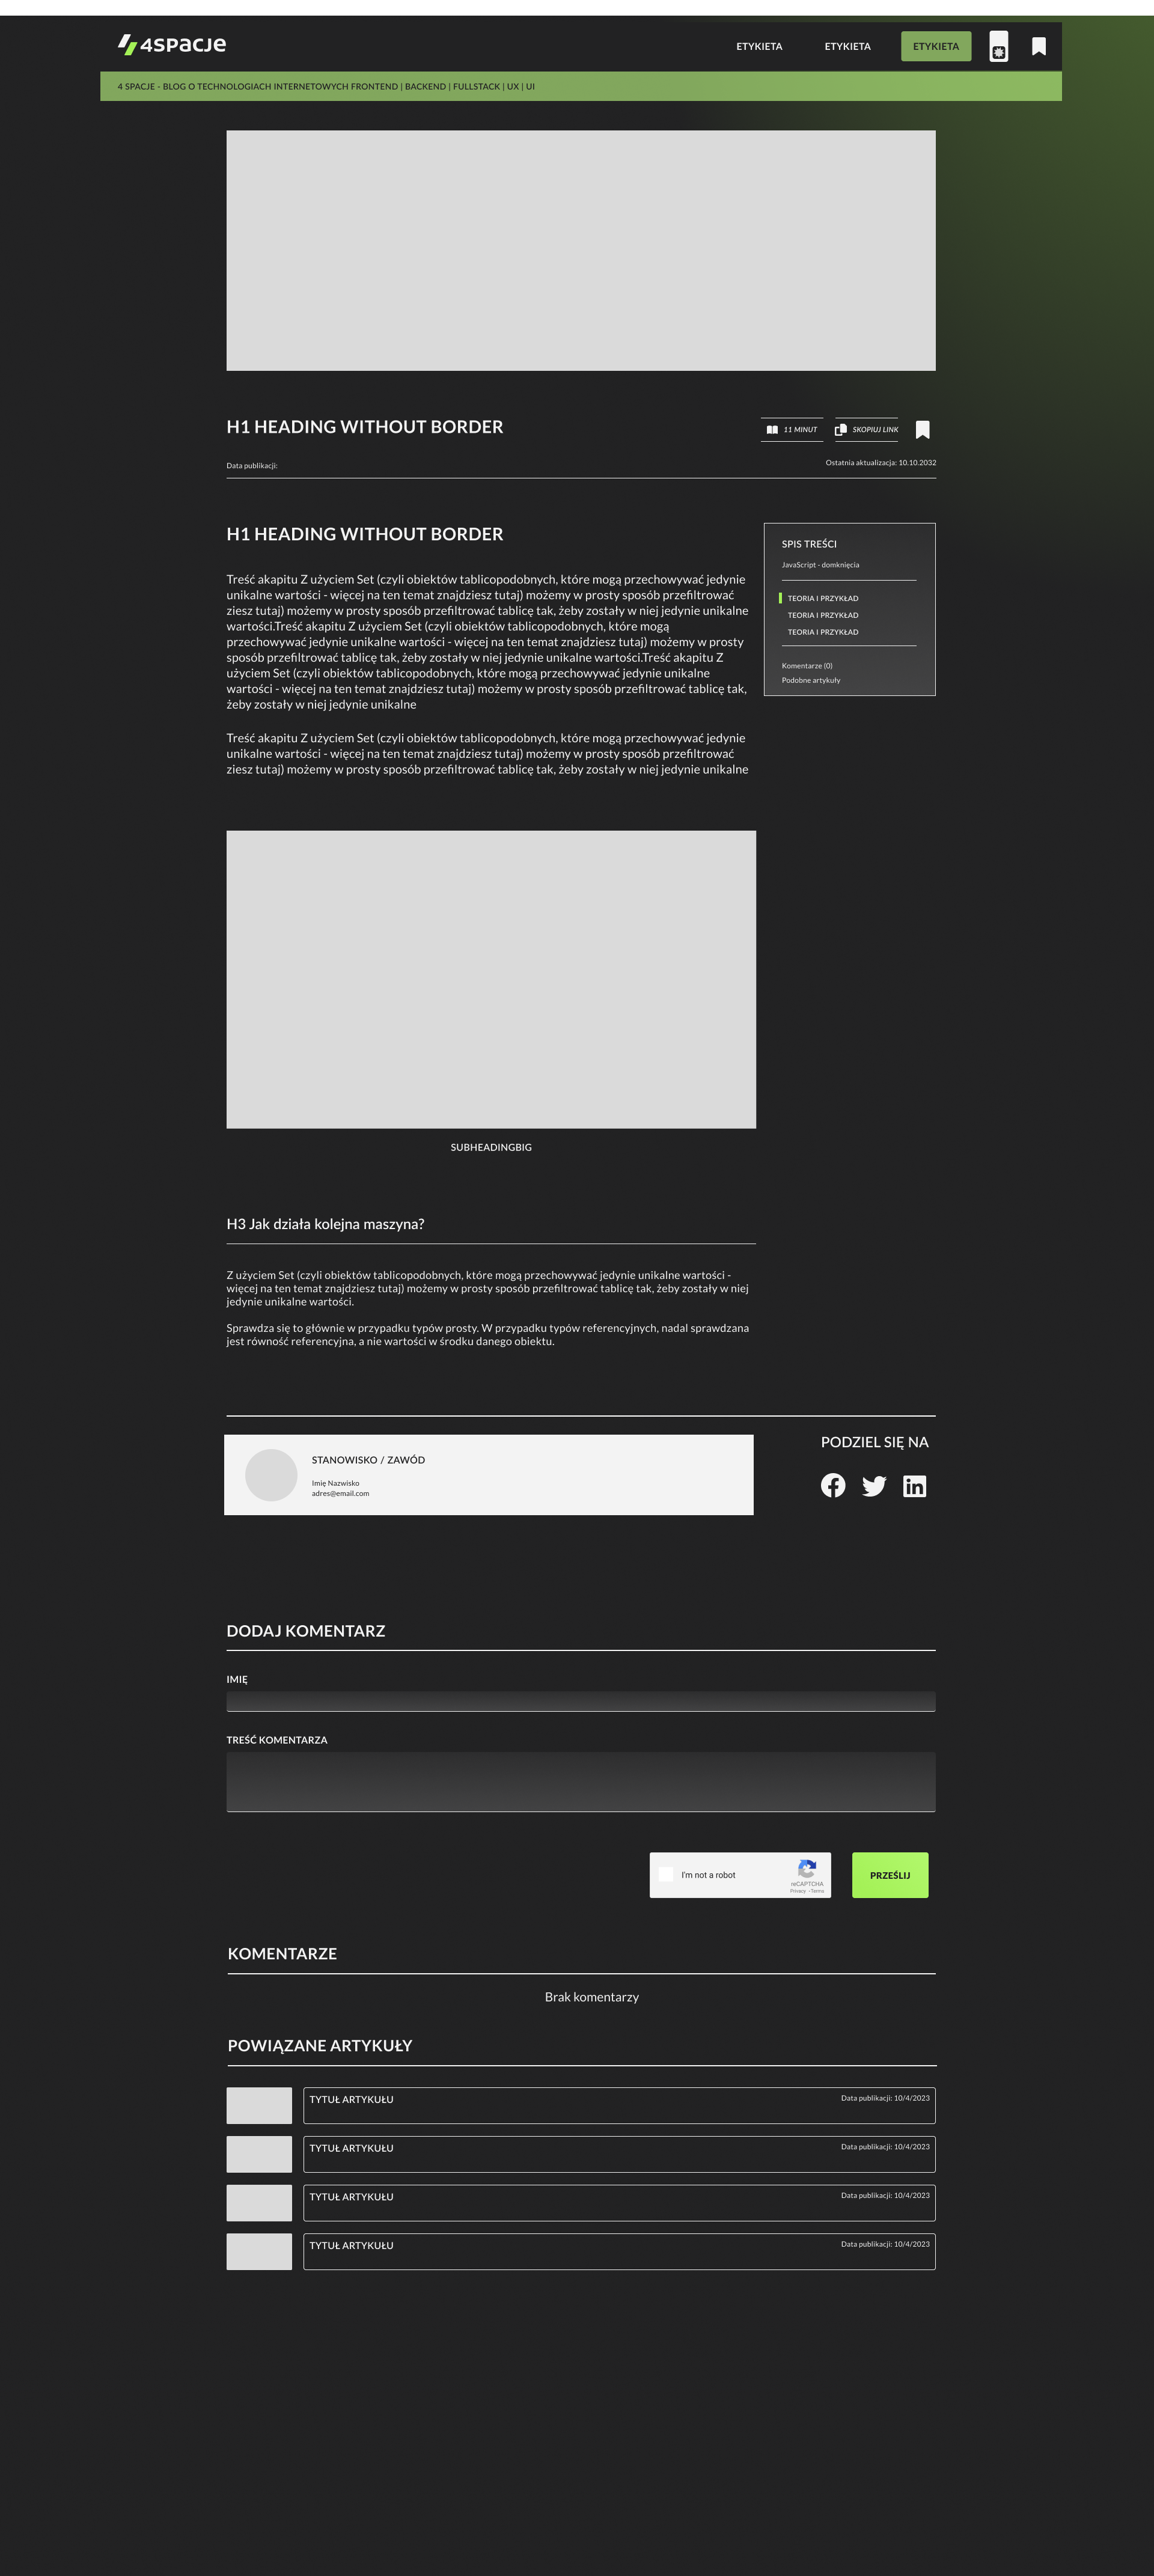 4SPACJE
ETYKIETA
ETYKIETA
ETYKIETA
4 SPACJE - BLOG O TECHNOLOGIACH INTERNETOWYCH FRONTEND | BACKEND | FULLSTACK | UX | UI
H1 HEADING WITHOUT BORDER
11 MINUT
SKOPIUJ LINK
Data publikacji:
Ostatnia aktualizacja: 10.10.2032
H1 HEADING WITHOUT BORDER
Treść akapitu Z użyciem Set (czyli obiektów tablicopodobnych, które mogą przechowywać jedynie
unikalne wartości - więcej na ten temat znajdziesz tutaj) możemy w prosty sposób przefiltrować
ziesz tutaj) możemy w prosty sposób przefiltrować tablicę tak, żeby zostały w niej jedynie unikalne
wartości.Treść akapitu Z użyciem Set (czyli obiektów tablicopodobnych, które mogą
przechowywać jedynie unikalne wartości - więcej na ten temat znajdziesz tutaj) możemy w prosty
sposób przefiltrować tablicę tak, żeby zostały w niej jedynie unikalne wartości.Treść akapitu Z
użyciem Set (czyli obiektów tablicopodobnych, które mogą przechowywać jedynie unikalne
wartości - więcej na ten temat znajdziesz tutaj) możemy w prosty sposób przefiltrować tablicę tak,
żeby zostały w niej jedynie unikalne
Treść akapitu Z użyciem Set (czyli obiektów tablicopodobnych, które mogą przechowywać jedynie
unikalne wartości - więcej na ten temat znajdziesz tutaj) możemy w prosty sposób przefiltrować
ziesz tutaj) możemy w prosty sposób przefiltrować tablicę tak, żeby zostały w niej jedynie unikalne
SPIS TREŚCI
JavaScript - domknięcia
TEORIA I PRZYKŁAD
TEORIA I PRZYKŁAD
TEORIA I PRZYKŁAD
Komentarze (0)
Podobne artykuły
SUBHEADINGBIG
H3 Jak działa kolejna maszyna?
Z użyciem Set (czyli obiektów tablicopodobnych, które mogą przechowywać jedynie unikalne wartości -
więcej na ten temat znajdziesz tutaj) możemy w prosty sposób przefiltrować tablicę tak, żeby zostały w niej
jedynie unikalne wartości.
Sprawdza się to głównie w przypadku typów prosty. W przypadku typów referencyjnych, nadal sprawdzana
jest równość referencyjna, a nie wartości w środku danego obiektu.
STANOWISKO / ZAWÓD
Imię Nazwisko
adres@email.com
PODZIEL SIĘ NA
DODAJ KOMENTARZ
IMIĘ
TREŚĆ KOMENTARZA
I'm not a robot
reCAPTCHA
Privacy - Terms
PRZEŚLIJ
KOMENTARZE
Brak komentarzy
POWIĄZANE ARTYKUŁY
TYTUŁ ARTYKUŁU
Data publikacji: 10/4/2023
TYTUŁ ARTYKUŁU
Data publikacji: 10/4/2023
TYTUŁ ARTYKUŁU
Data publikacji: 10/4/2023
TYTUŁ ARTYKUŁU
Data publikacji: 10/4/2023